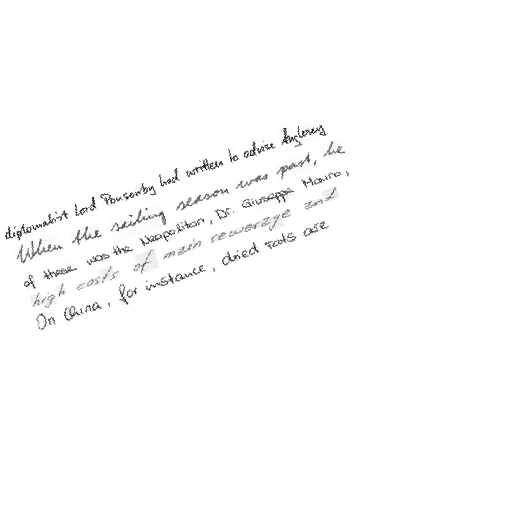 diplomatist Lord Ponsonby had written to advise Anglesey
When the sailing season was past, he
of these was the Neapolitan, Dr. Giuseppe Mauro,
high costs of main sewerage and
On China, for instance, dried rats are